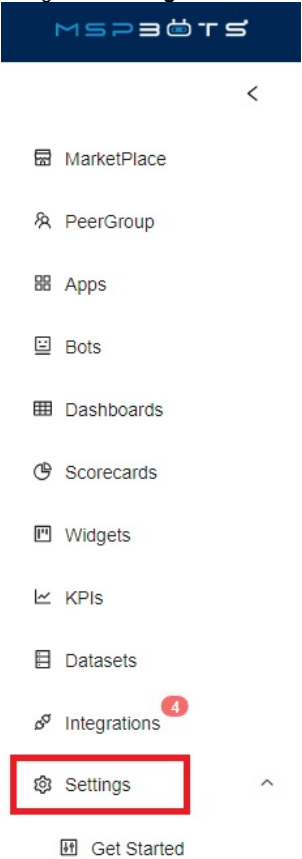 MSPBOTS
MarketPlace
PeerGroup
Apps
Bots
Dashboards
Scorecards
Widgets
KPIs
Datasets
Integrations 4
Settings
Get Started